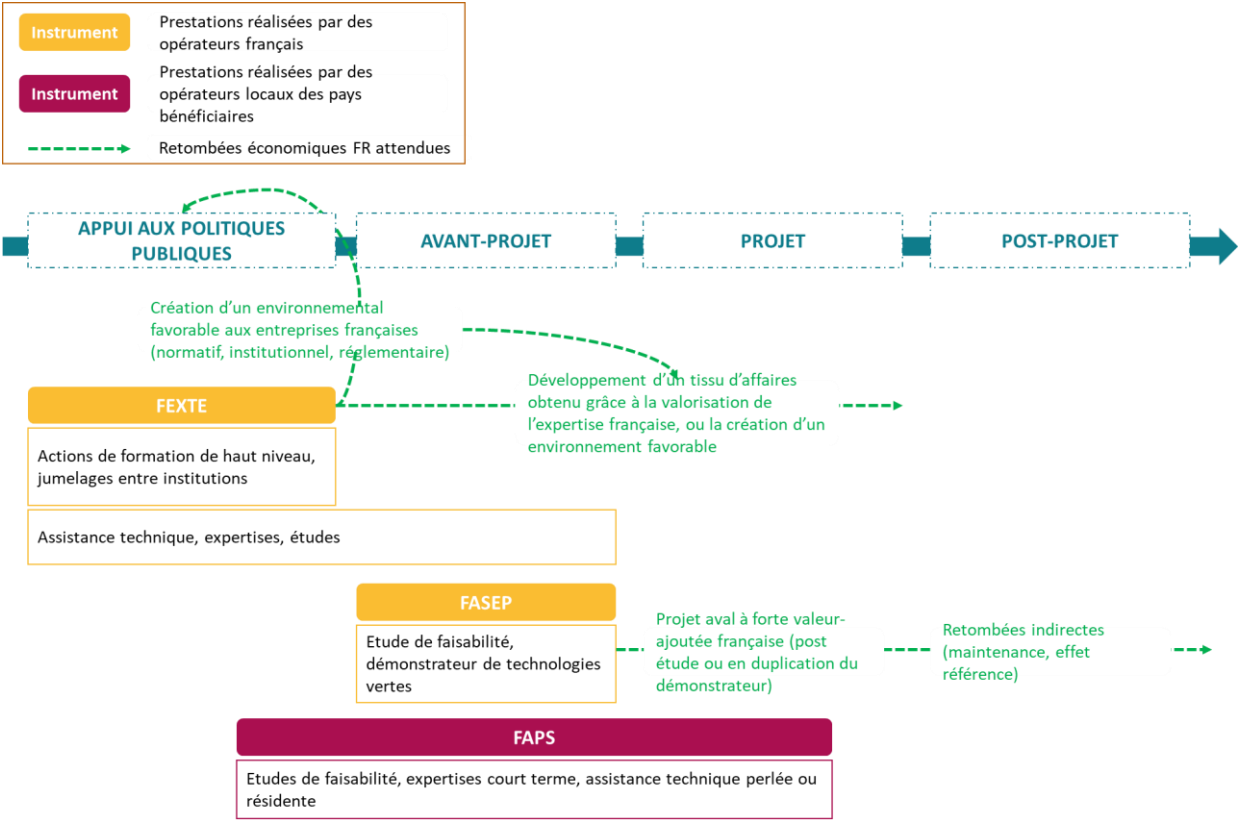 Instrument
Prestations réalisées par des
opérateurs français
Instrument
Prestations réalisées par des
opérateurs locaux des pays
bénéficiaires
Retombées économiques FR attendues
APPUI AUX POLITIQUES
PUBLIQUES
AVANT-PROJET
PROJET
POST-PROJET
Création d’un environnemental
favorable aux entreprises françaises
(normatif, institutionnel, réglementaire)
Développement d’un tissu d’affaires
obtenu grâce à la valorisation de
l’expertise française, ou la création d’un
environnement favorable
FEXTE
Actions de formation de haut niveau,
jumelages entre institutions
Assistance technique, expertises, études
FASEP
Etude de faisabilité,
démonstrateur de technologies
vertes
Projet aval à forte valeur-
ajoutée française (post
étude ou en duplication du
démonstrateur)
Retombées indirectes
(maintenance, effet
référence)
FAPS
Etudes de faisabilité, expertises court terme, assistance technique perlée ou
résidente